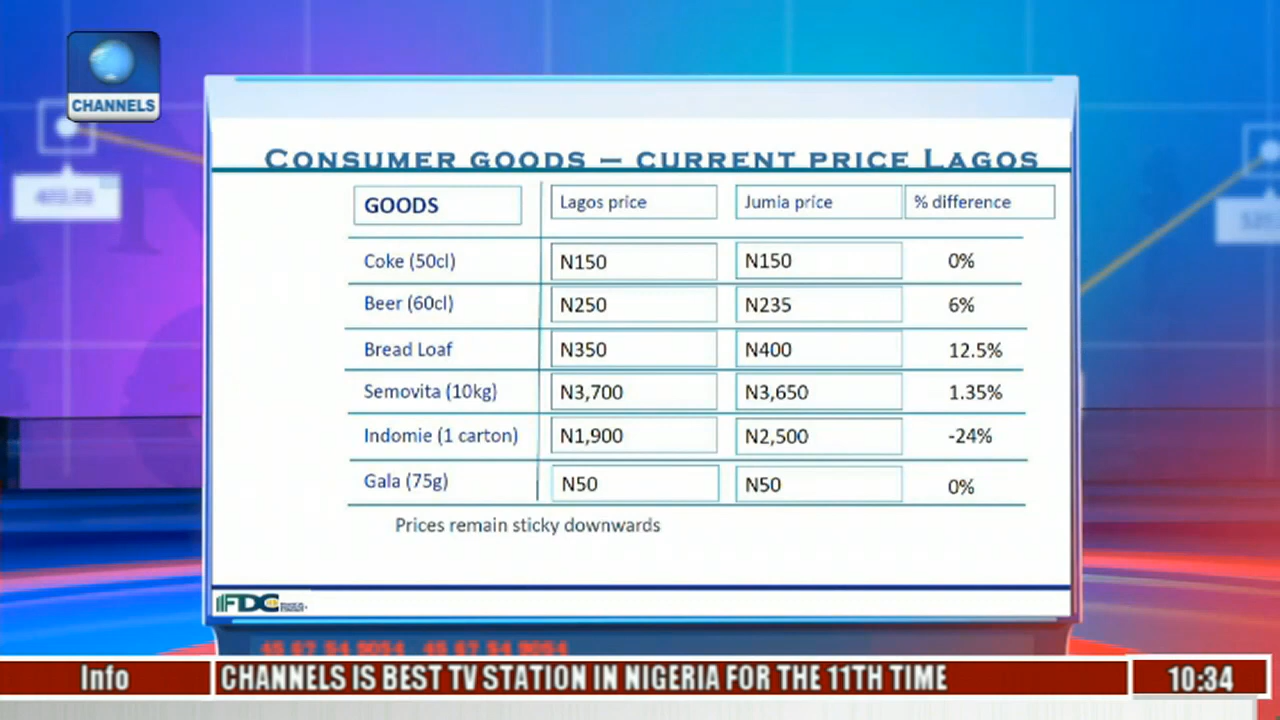 CHANNELS
CONSUMER GOODS – CURRENT PRICE LAGOS
GOODS Lagos price Jumia price % difference
Coke (50cl) N150 N150 0%
Beer (60cl) N250 N235 6%
Bread Loaf N350 N400 12.5%
Semovita (10kg) N3,700 N3,650 1.35%
Indomie (1 carton) N1,900 N2,500 -24%
Gala (75g) N50 N50 0%
Prices remain sticky downwards
FDC
Info CHANNELS IS BEST TV STATION IN NIGERIA FOR THE 11TH TIME 10:34